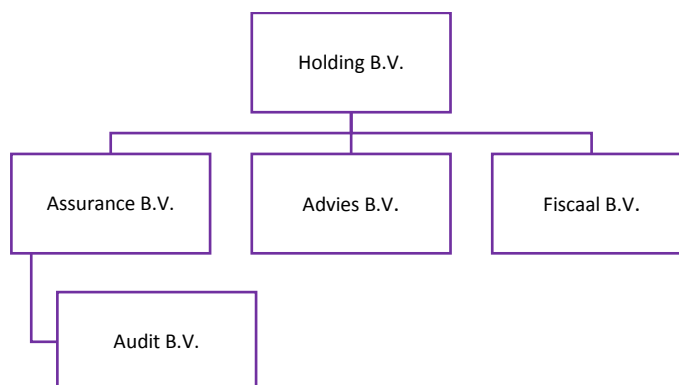 Holding B.V.
Assurance B.V.
Advies B.V.
Fiscaal B.V.
Audit B.V.